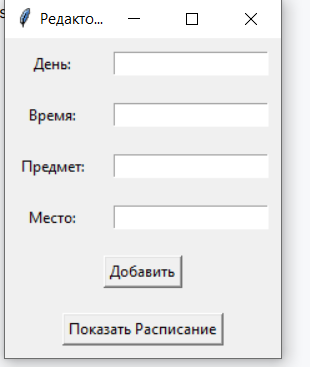 s
Редакто...
День:
Время:
Предмет:
Место:
Добавить
Показать Расписание